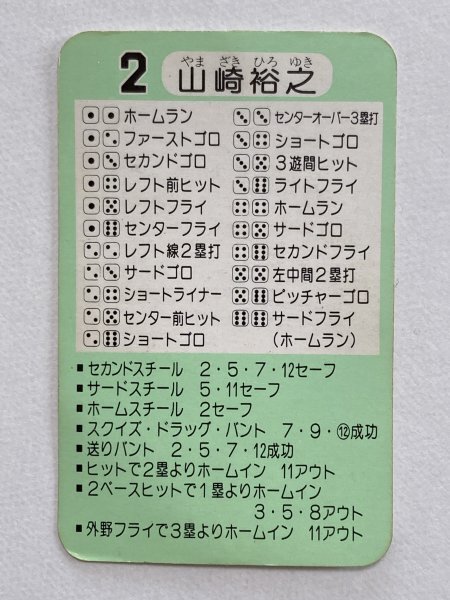 2 山崎裕之
やま ざき ひろ ゆき
⚀⚀ホームラン
⚀⚁ファーストゴロ
⚀⚂セカンドゴロ
⚀⚃レフト前ヒット
⚀⚄レフトフライ
⚀⚅センターフライ
⚁⚁レフト線2塁打
⚁⚂サードゴロ
⚁⚃ショートライナー
⚁⚄センター前ヒット
⚁⚅ショートゴロ
⚂⚂センターオーバー3塁打
⚂⚃ショートゴロ
⚂⚄3遊間ヒット
⚂⚅ライトフライ
⚃⚃ホームラン
⚃⚄サードゴロ
⚃⚅セカンドフライ
⚄⚄左中間2塁打
⚄⚅ピッチャーゴロ
⚅⚅サードフライ
(ホームラン)
▪セカンドスチール 2・5・7・12セーフ
▪サードスチール 5・11セーフ
▪ホームスチール 2セーフ
▪スクイズ・ドラッグ・バント 7・9・⑫成功
▪送りバント 2・5・7・12成功
▪ヒットで2塁よりホームイン 11アウト
▪2ベースヒットで1塁よりホームイン
3・5・8アウト
▪外野フライで3塁よりホームイン 11アウト